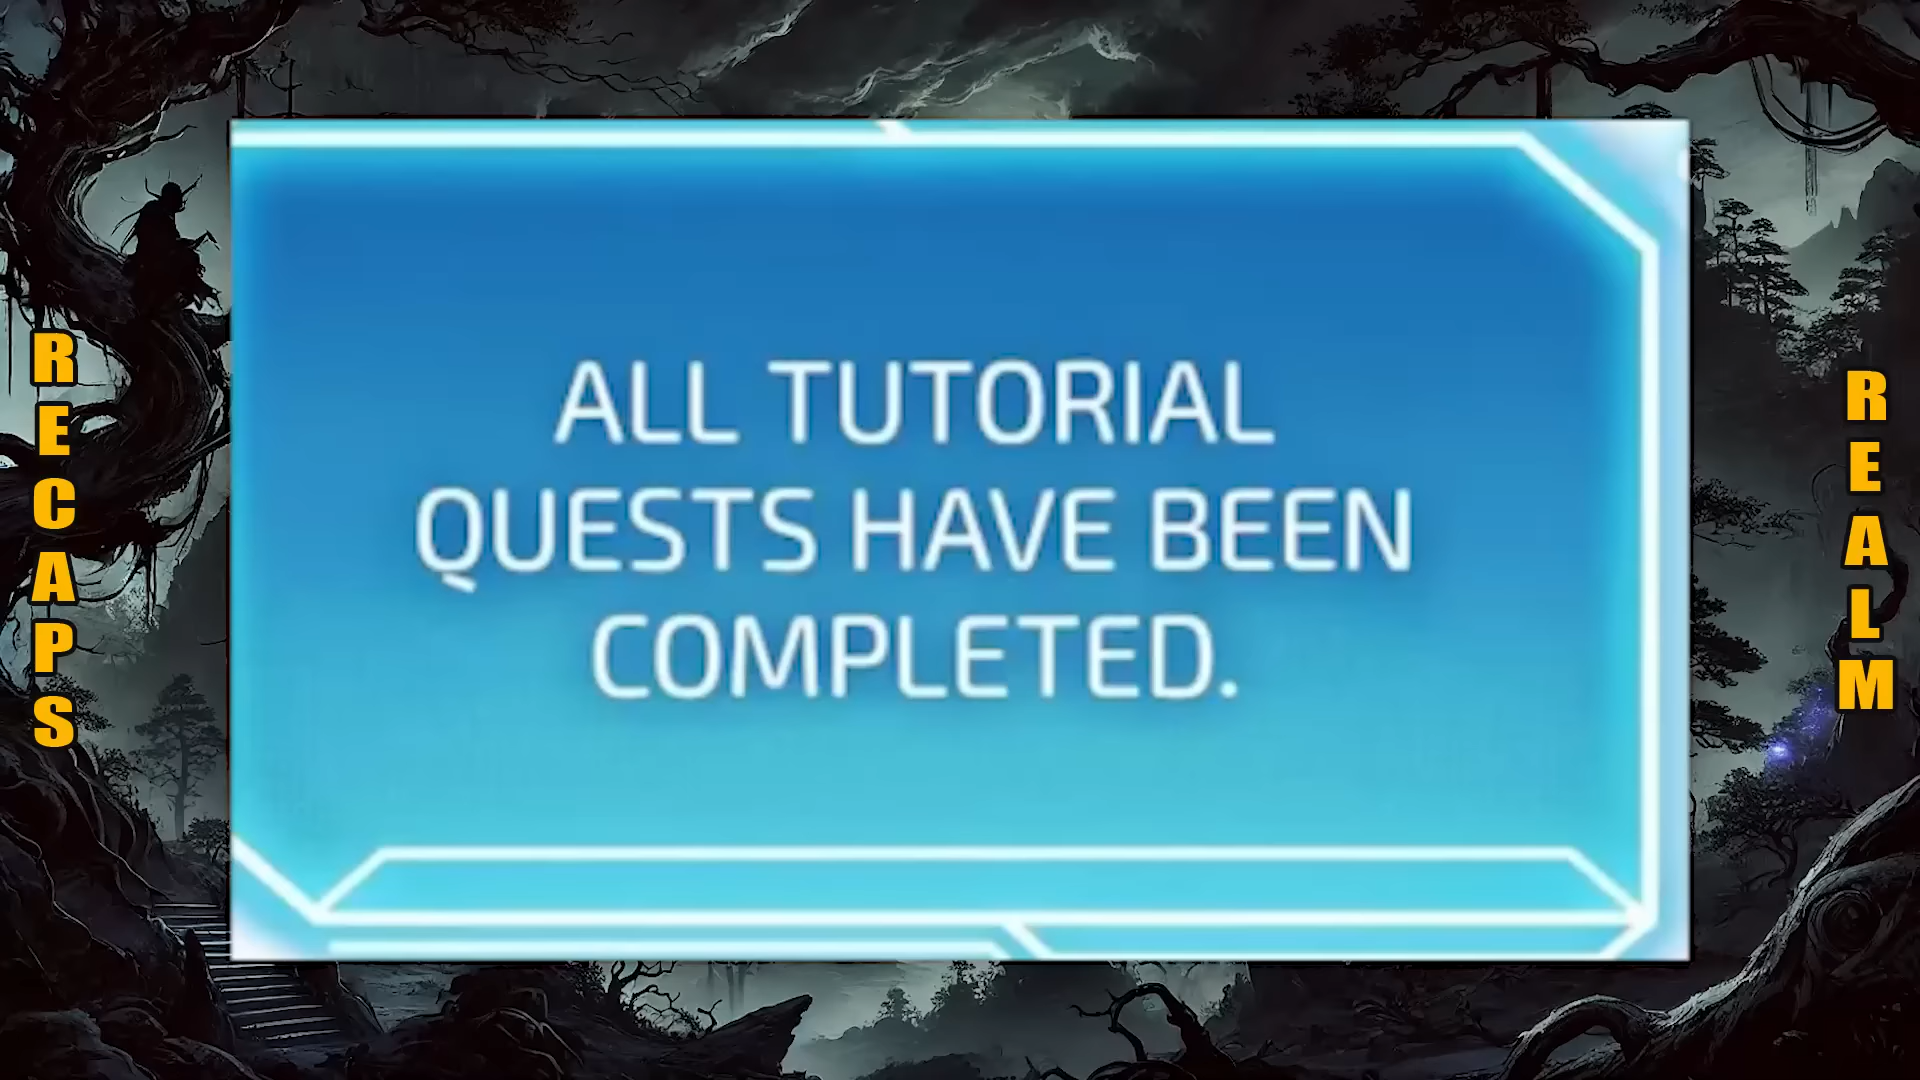 RECAPS
ALL TUTORIAL
QUESTS HAVE BEEN
COMPLETED.
REALM